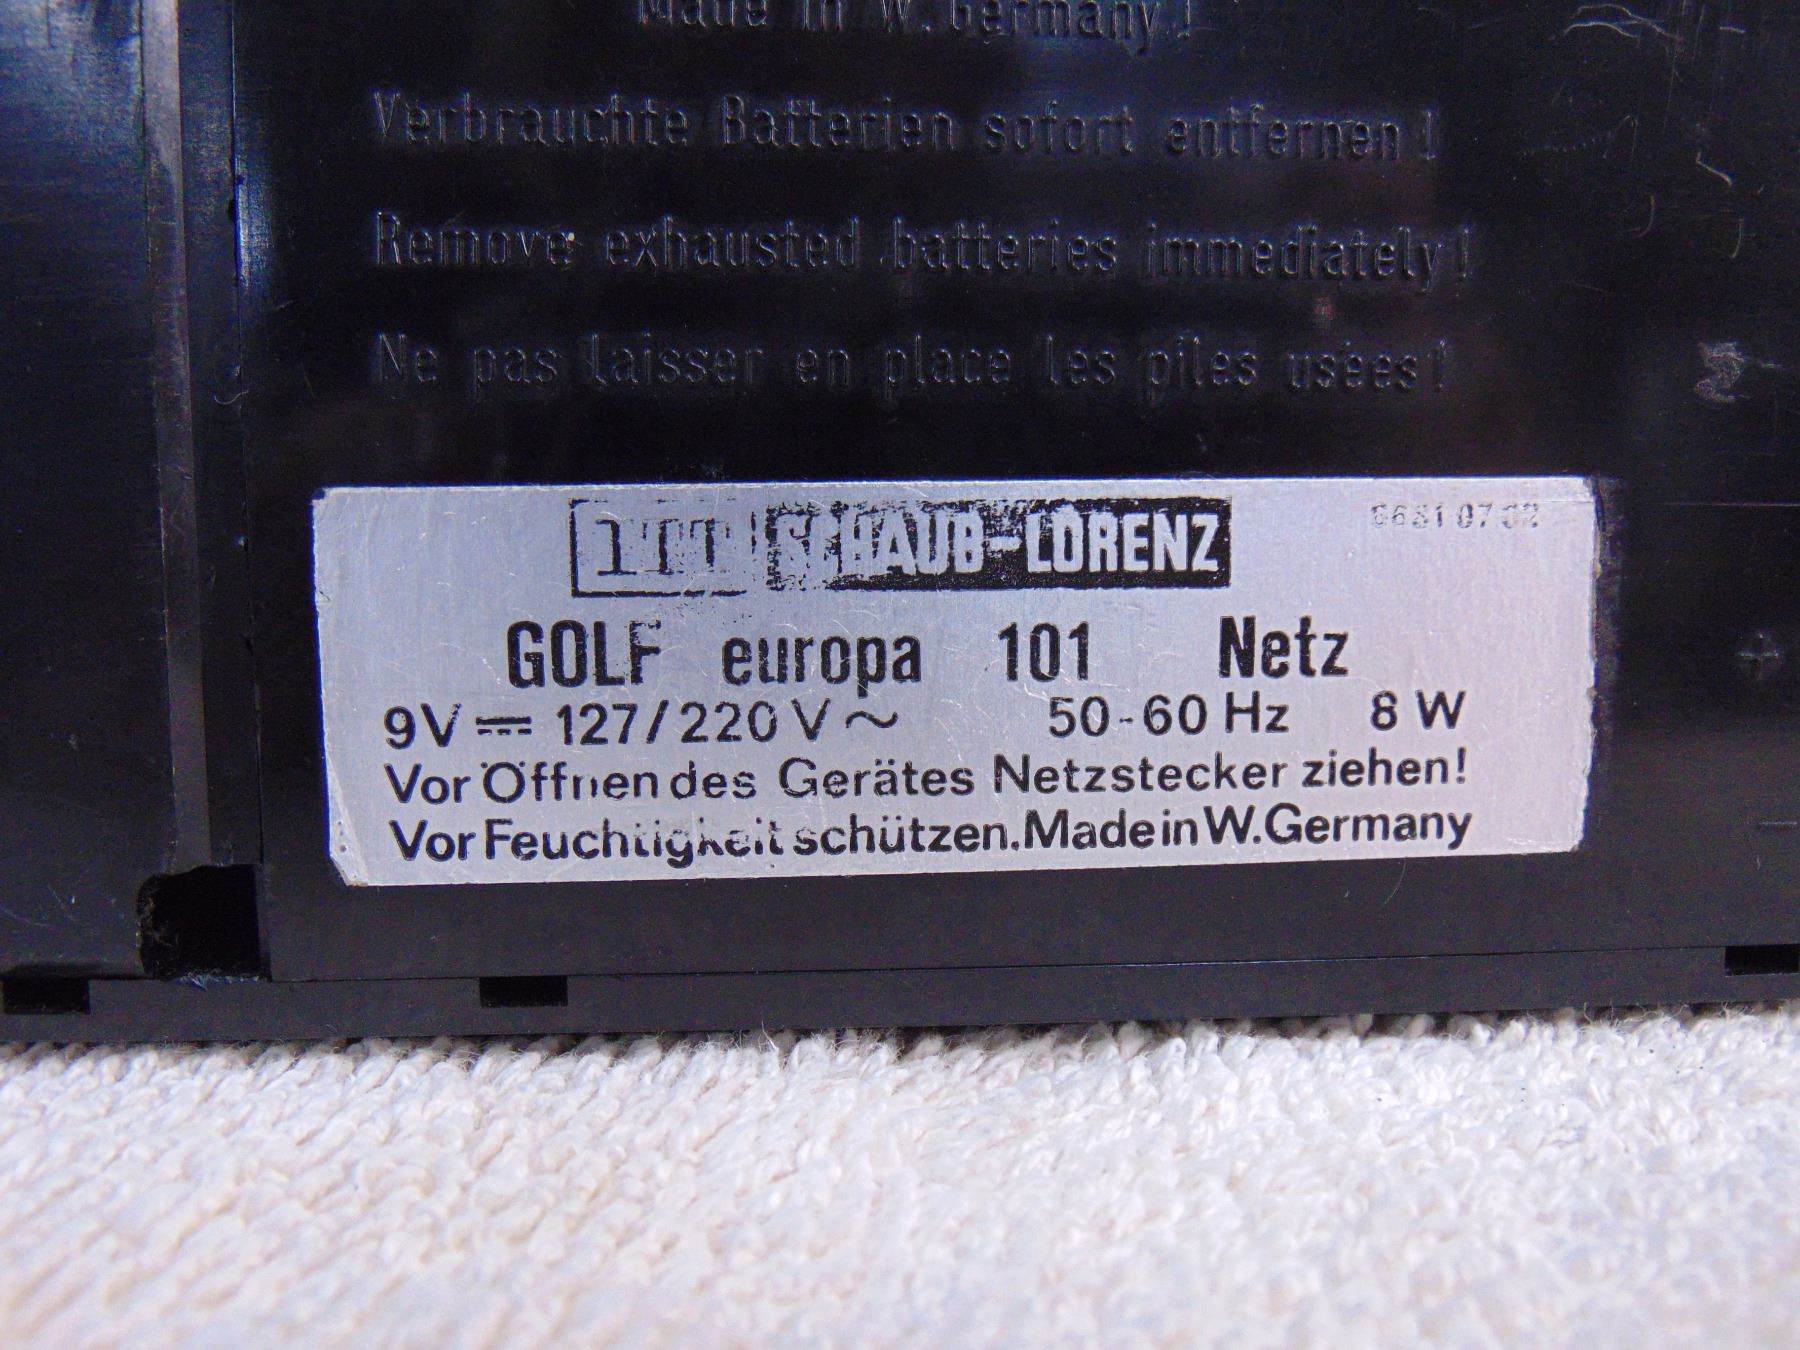 Made in W. Germany!
Verbrauchte Batterien sofort entfernen!
Remove exhausted batteries immediately!
Ne pas laisser en place les piles usées!
SCHAUB-LORENZ
GOLF europa 101 Netz
9V ⎓ 127/220 V ~ 50-60 Hz 8 W
Vor Öffnen des Gerätes Netzstecker ziehen!
Vor Feuchtigkeit schützen. Made in W. Germany
+